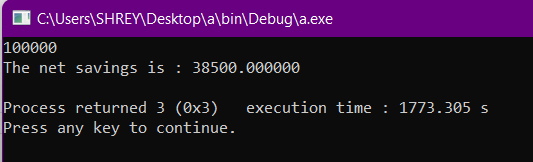 C:\Users\SHREY\Desktop\a\bin\Debug\a.exe
100000
The net savings is : 38500.000000
Process returned 3 (0x3)   execution time : 1773.305 s
Press any key to continue.